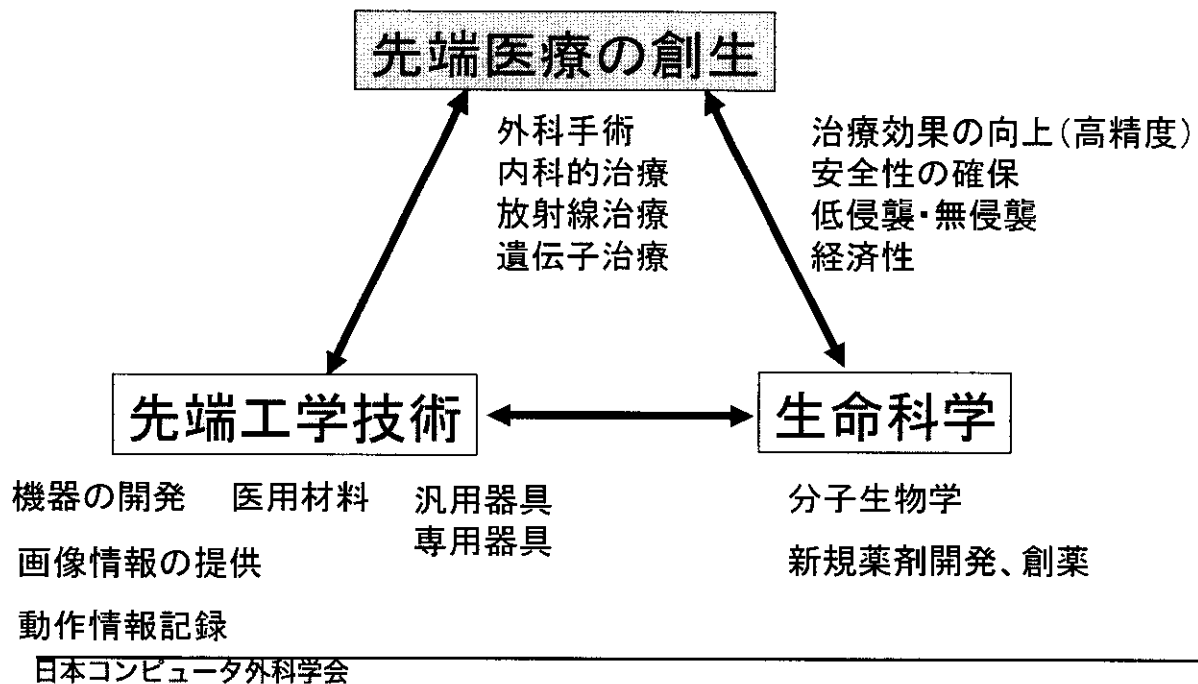 先端医療の創生
外科手術
内科的治療
放射線治療
遺伝子治療
治療効果の向上(高精度)
安全性の確保
低侵襲・無侵襲
経済性
先端工学技術
生命科学
機器の開発 医用材料 汎用器具
専用器具
画像情報の提供
動作情報記録
分子生物学
新規薬剤開発、創薬
日本コンピュータ外科学会